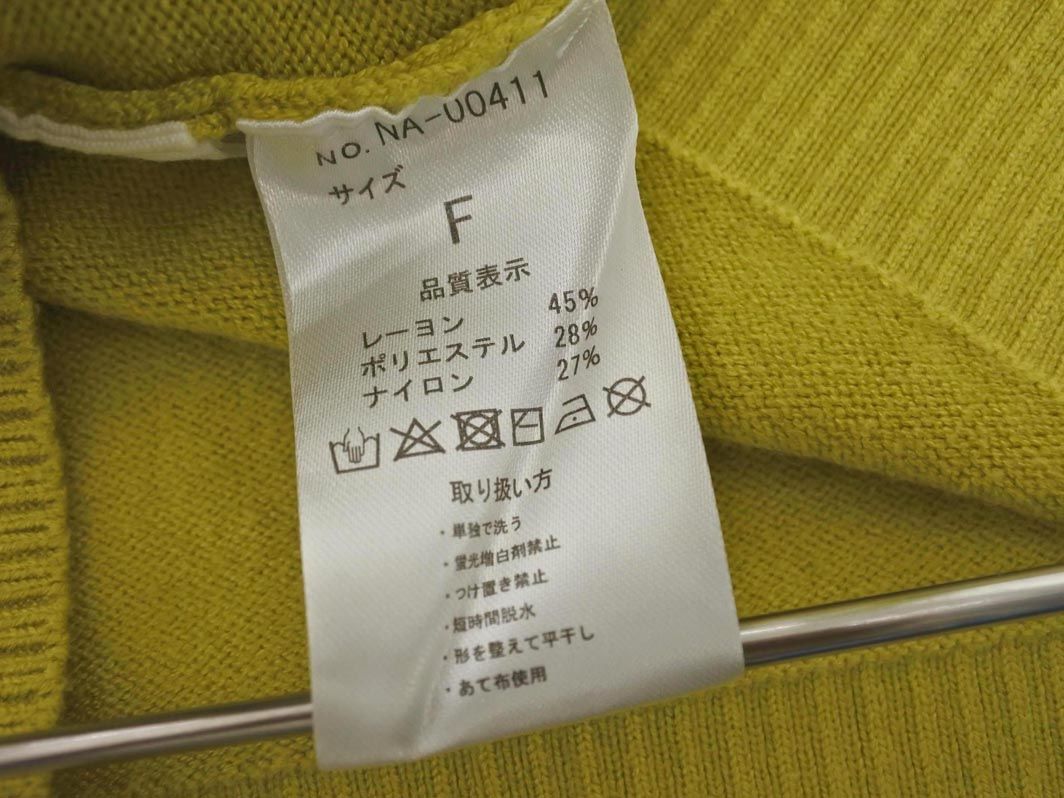 NO. NA-U0411
サイズ
F
品質表示
レーヨン 45%
ポリエステル 28%
ナイロン 27%
取り扱い方
・単独で洗う
・蛍光増白剤禁止
・つけ置き禁止
・短時間脱水
・形を整えて平干し
・あて布使用